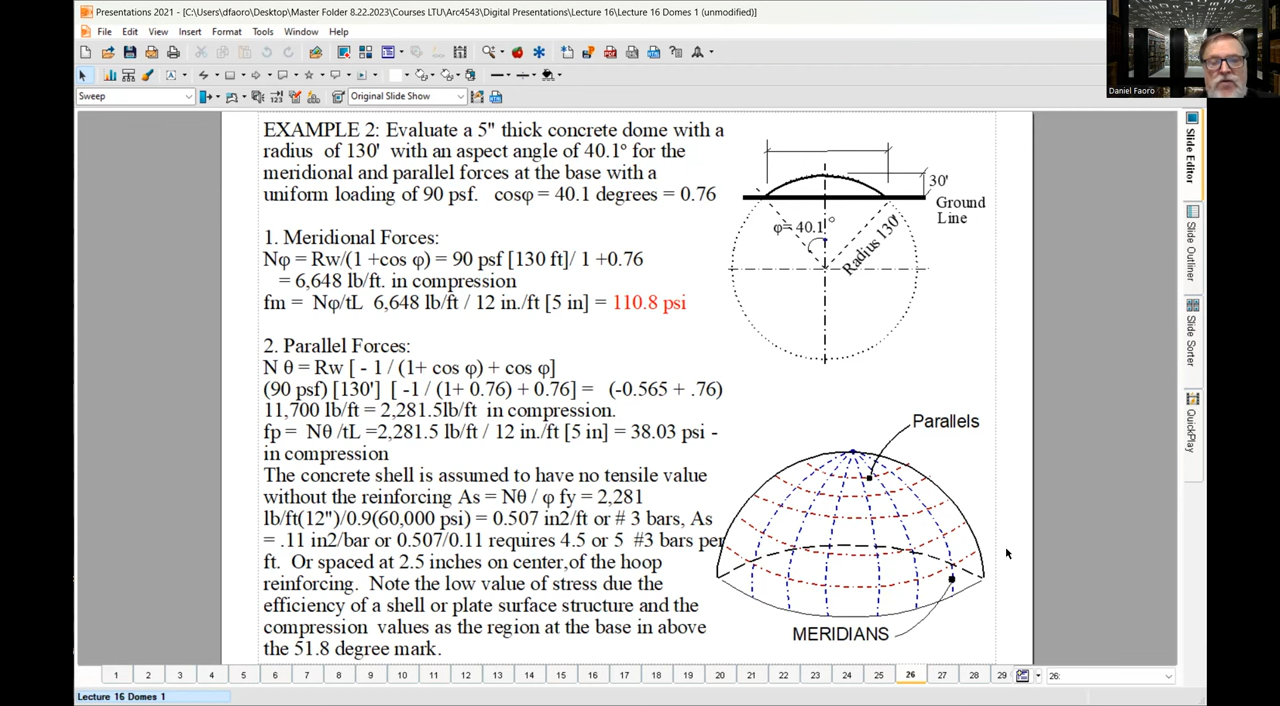 Presentations 2021 - [C:\Users\dfaoro\Desktop\Master Folder 8.22.2023\Courses LTU\Arc4543\Digital Presentations\Lecture 16\Lecture 16 Domes 1 (unmodified)]
File Edit View Insert Format Tools Window Help
Sweep
Original Slide Show
Daniel Faoro
EXAMPLE 2: Evaluate a 5" thick concrete dome with a
radius of 130' with an aspect angle of 40.1º for the
meridional and parallel forces at the base with a
uniform loading of 90 psf. cosφ = 40.1 degrees = 0.76
1. Meridional Forces:
Nφ = Rw/(1 +cos φ) = 90 psf [130 ft]/ 1 +0.76
= 6,648 lb/ft. in compression
fm = Nφ/tL 6,648 lb/ft / 12 in./ft [5 in] = 110.8 psi
2. Parallel Forces:
N θ = Rw [ - 1 / (1+ cos φ) + cos φ]
(90 psf) [130'] [ -1 / (1+ 0.76) + 0.76] = (-0.565 + .76)
11,700 lb/ft = 2,281.5lb/ft in compression.
fp = Nθ /tL =2,281.5 lb/ft / 12 in./ft [5 in] = 38.03 psi -
in compression
The concrete shell is assumed to have no tensile value
without the reinforcing As = Nθ / φ fy = 2,281
lb/ft(12")/0.9(60,000 psi) = 0.507 in2/ft or # 3 bars, As
= .11 in2/bar or 0.507/0.11 requires 4.5 or 5 #3 bars per
ft. Or spaced at 2.5 inches on center,of the hoop
reinforcing. Note the low value of stress due the
efficiency of a shell or plate surface structure and the
compression values as the region at the base in above
the 51.8 degree mark.
30'
Ground
Line
φ= 40.1 º
Radius 130'
Parallels
MERIDIANS
Slide Editor
Slide Outliner
Slide Sorter
QuickPlay
1 2 3 4 5 6 7 8 9 10 11 12 13 14 15 16 17 18 19 20 21 22 23 24 25 26 27 28 29
26:
Lecture 16 Domes 1